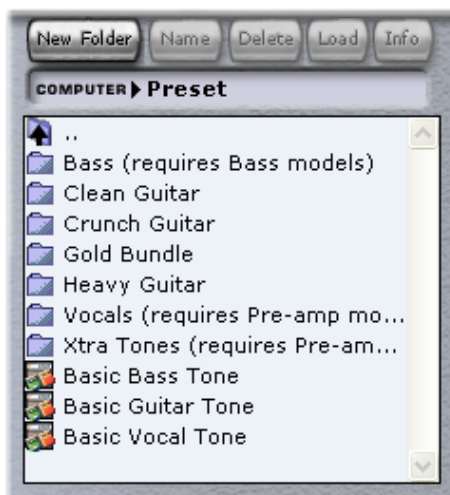 New Folder Name Delete Load Info
COMPUTER Preset
..
Bass (requires Bass models)
Clean Guitar
Crunch Guitar
Gold Bundle
Heavy Guitar
Vocals (requires Pre-amp mo...
Xtra Tones (requires Pre-am...
Basic Bass Tone
Basic Guitar Tone
Basic Vocal Tone